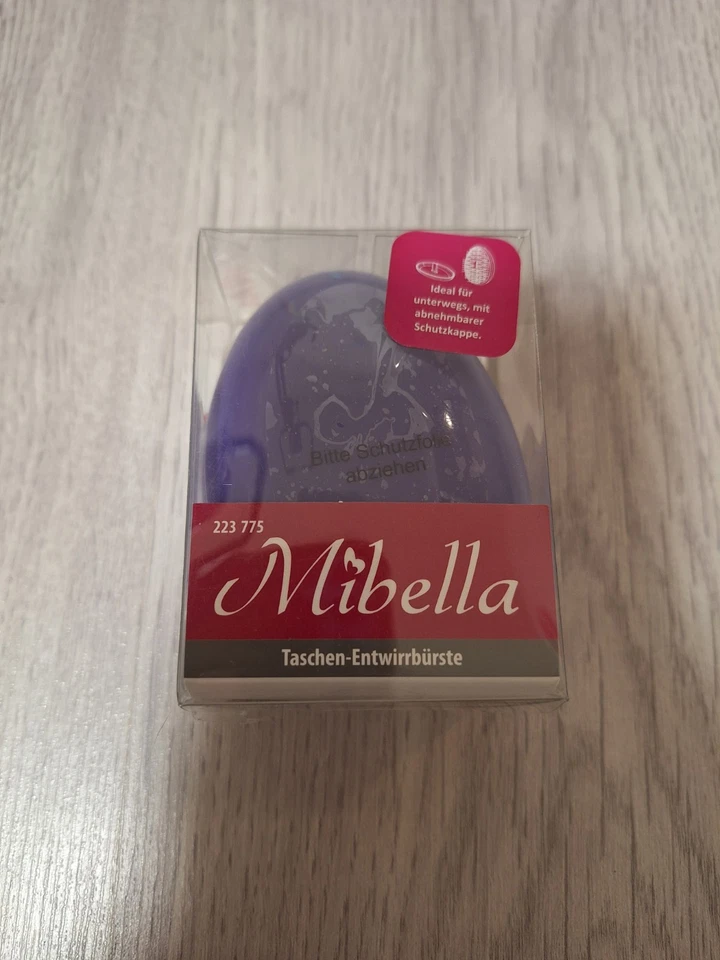 Ideal für
unterwegs, mit
abnehmbarer
Schutzkappe.
Bitte Schutzfolie
abziehen
223 775
Mibella
Taschen-Entwirrbürste